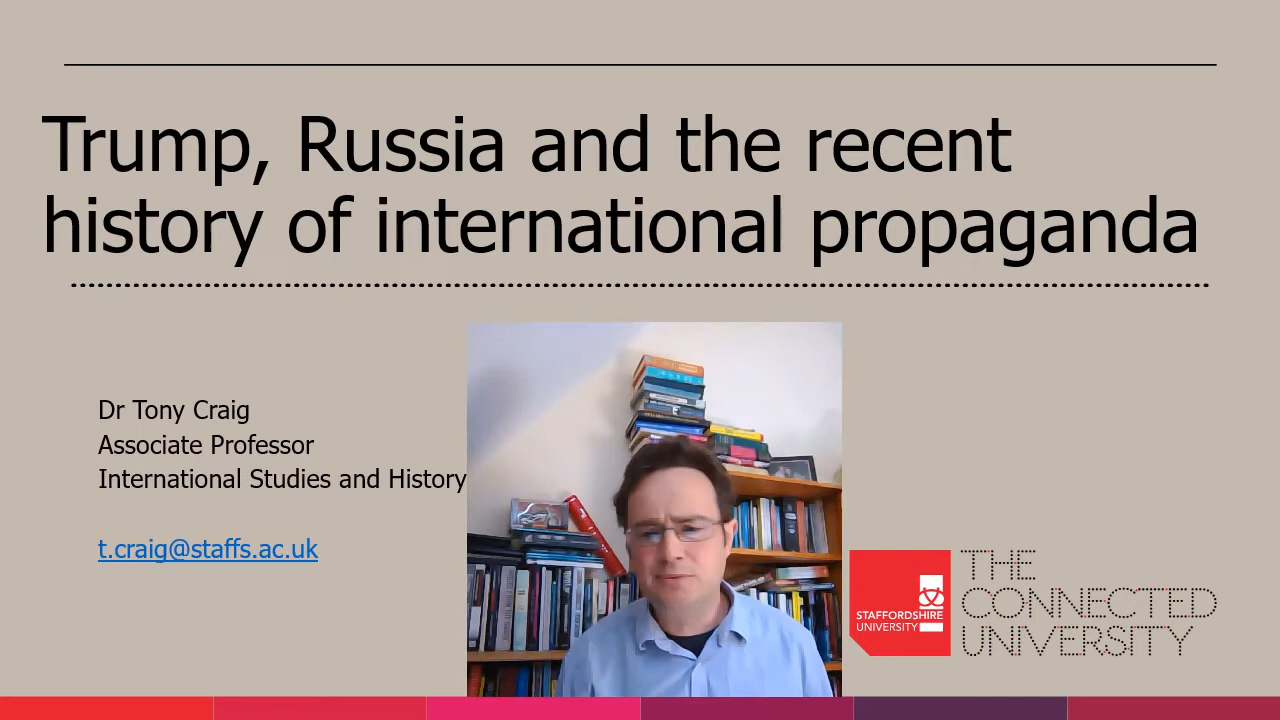 Trump, Russia and the recent
history of international propaganda
Dr Tony Craig
Associate Professor
International Studies and History
t.craig@staffs.ac.uk
STAFFORDSHIRE
UNIVERSITY
THE
CONNECTED
UNIVERSITY